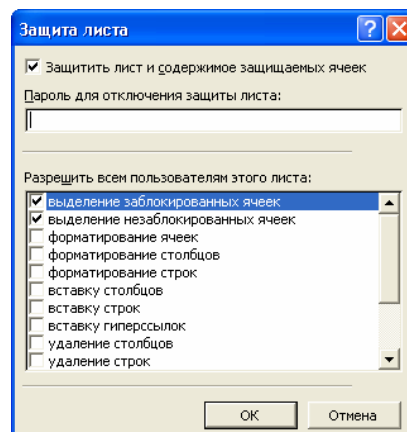 Защита листа
Защитить лист и содержимое защищаемых ячеек
Пароль для отключения защиты листа:
Разрешить всем пользователям этого листа:
выделение заблокированных ячеек
выделение незаблокированных ячеек
форматирование ячеек
форматирование столбцов
форматирование строк
вставку столбцов
вставку строк
вставку гиперссылок
удаление столбцов
удаление строк
ОК Отмена